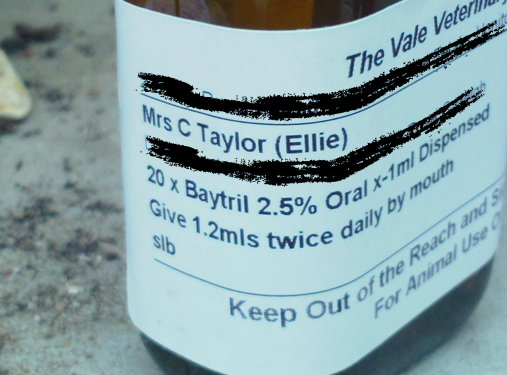 The Vale Veterinary
Mrs C Taylor (Ellie)
20 x Baytril 2.5% Oral x-1ml Dispensed
Give 1.2mls twice daily by mouth
slb
Keep Out of the Reach and S
For Animal Use O